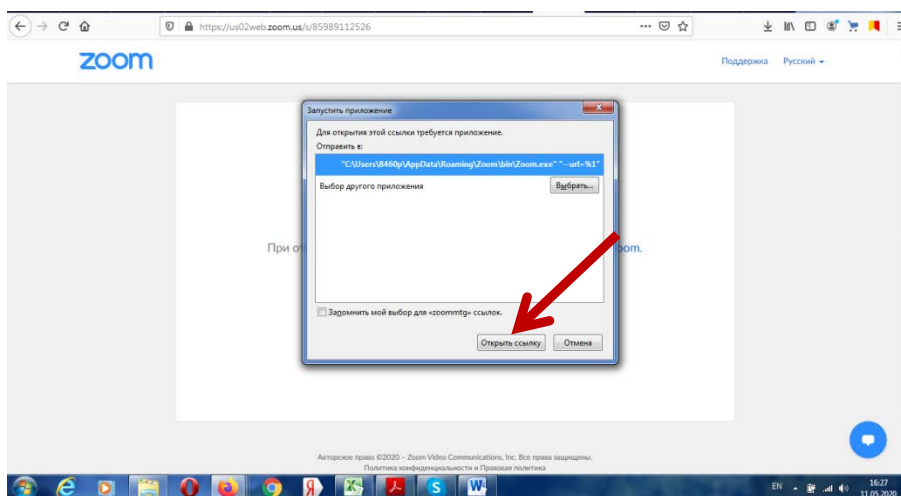 https://us02web.zoom.us/s/85989112526
zoom
Поддержка Русский
Запустить приложение
Для открытия этой ссылки требуется приложение.
Отправить в:
"C:\Users\8460p\AppData\Roaming\Zoom\bin\Zoom.exe" "--url=%1"
Выбор другого приложения
Выбрать...
При
oom.
Запомнить мой выбор для «zoommtg» ссылок.
Открыть ссылку Отмена
Авторское право ©2020 - Zoom Video Communications, Inc. Все права защищены.
Политика конфиденциальности и Правовая политика
EN
16:27
11.05.2020